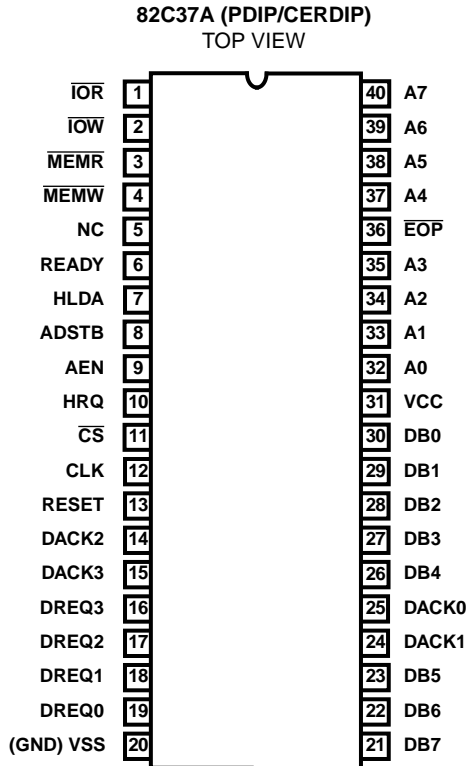 82C37A (PDIP/CERDIP)
TOP VIEW
IOR 1 40 A7
IOW 2 39 A6
MEMR 3 38 A5
MEMW 4 37 A4
NC 5 36 EOP
READY 6 35 A3
HLDA 7 34 A2
ADSTB 8 33 A1
AEN 9 32 A0
HRQ 10 31 VCC
CS 11 30 DB0
CLK 12 29 DB1
RESET 13 28 DB2
DACK2 14 27 DB3
DACK3 15 26 DB4
DREQ3 16 25 DACK0
DREQ2 17 24 DACK1
DREQ1 18 23 DB5
DREQ0 19 22 DB6
(GND) VSS 20 21 DB7